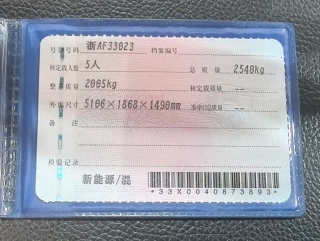 号牌号码 浙AF33023 档案编号
核定载人数 5人 总质量 2540kg
整备质量 2005kg 核定载质量 --
外廓尺寸 5106×1868×1490mm 准牵引总质量 --
备注
检验记录
新能源/混
*33X0040873893*